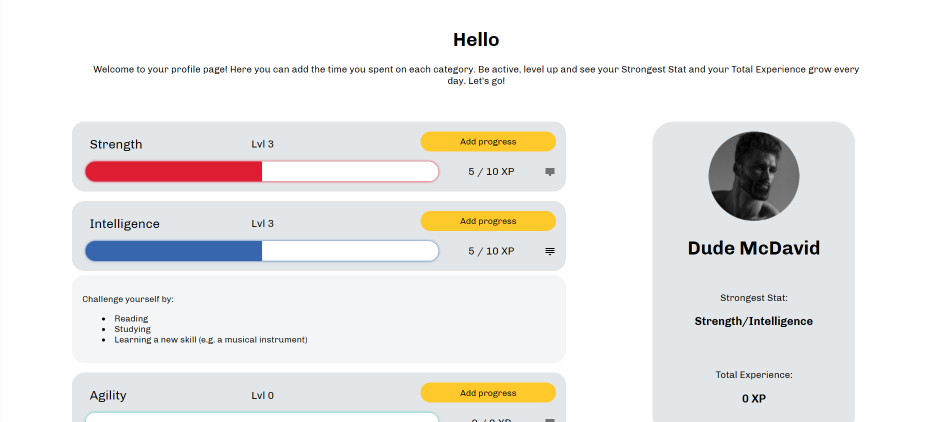 Hello
Welcome to your profile page! Here you can add the time you spent on each category. Be active, level up and see your Strongest Stat and your Total Experience grow every
day. Let's go!
Strength
Lvl 3
Add progress
5 / 10 XP
Intelligence
Lvl 3
Add progress
5 / 10 XP
Challenge yourself by:
Reading
Studying
Learning a new skill (e.g. a musical instrument)
Agility
Lvl 0
Add progress
Dude McDavid
Strongest Stat:
Strength/Intelligence
Total Experience:
0 XP